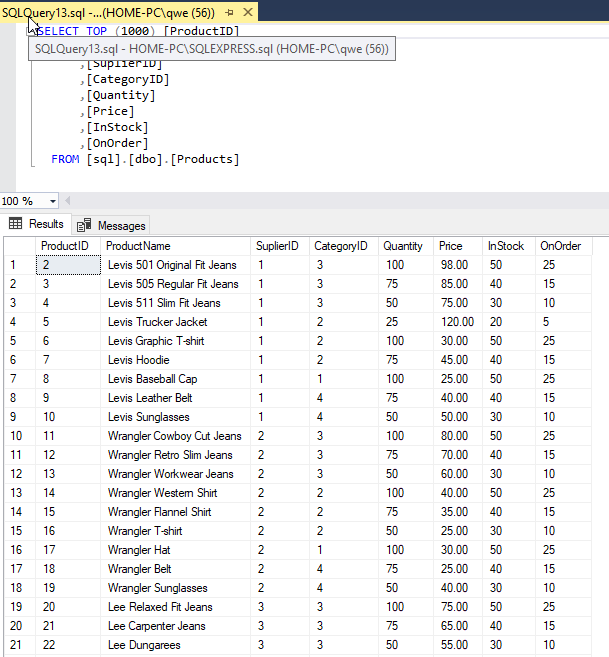 SQLQuery13.sql -...(HOME-PC\qwe (56))
SELECT TOP (1000) [ProductID]
SQLQuery13.sql - HOME-PC\SQLEXPRESS.sql (HOME-PC\qwe (56))
,[SuplierID]
,[CategoryID]
,[Quantity]
,[Price]
,[InStock]
,[OnOrder]
FROM [sql].[dbo].[Products]
100 %
Results Messages
ProductID ProductName SuplierID CategoryID Quantity Price InStock OnOrder
1 2 Levis 501 Original Fit Jeans 1 3 100 98.00 50 25
2 3 Levis 505 Regular Fit Jeans 1 3 75 85.00 40 15
3 4 Levis 511 Slim Fit Jeans 1 3 50 75.00 30 10
4 5 Levis Trucker Jacket 1 2 25 120.00 20 5
5 6 Levis Graphic T-shirt 1 2 100 30.00 50 25
6 7 Levis Hoodie 1 2 75 45.00 40 15
7 8 Levis Baseball Cap 1 1 100 25.00 50 25
8 9 Levis Leather Belt 1 4 75 40.00 40 15
9 10 Levis Sunglasses 1 4 50 50.00 30 10
10 11 Wrangler Cowboy Cut Jeans 2 3 100 80.00 50 25
11 12 Wrangler Retro Slim Jeans 2 3 75 70.00 40 15
12 13 Wrangler Workwear Jeans 2 3 50 60.00 30 10
13 14 Wrangler Western Shirt 2 2 100 40.00 50 25
14 15 Wrangler Flannel Shirt 2 2 75 35.00 40 15
15 16 Wrangler T-shirt 2 2 50 25.00 30 10
16 17 Wrangler Hat 2 1 100 30.00 50 25
17 18 Wrangler Belt 2 4 75 25.00 40 15
18 19 Wrangler Sunglasses 2 4 50 40.00 30 10
19 20 Lee Relaxed Fit Jeans 3 3 100 75.00 50 25
20 21 Lee Carpenter Jeans 3 3 75 65.00 40 15
21 22 Lee Dungarees 3 3 50 55.00 30 10